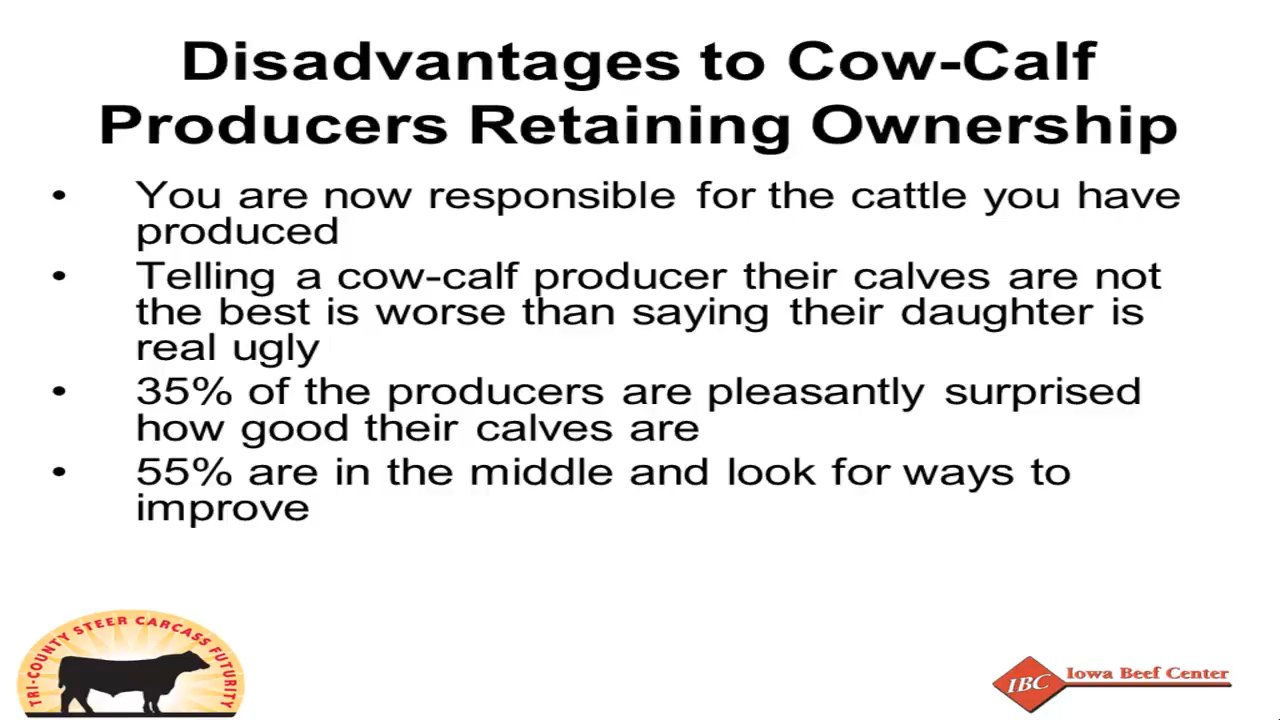 Disadvantages to Cow-Calf
Producers Retaining Ownership
• You are now responsible for the cattle you have
produced
• Telling a cow-calf producer their calves are not
the best is worse than saying their daughter is
real ugly
• 35% of the producers are pleasantly surprised
how good their calves are
• 55% are in the middle and look for ways to
improve
TRI-COUNTY STEER CARCASS FUTURITY
IBC Iowa Beef Center